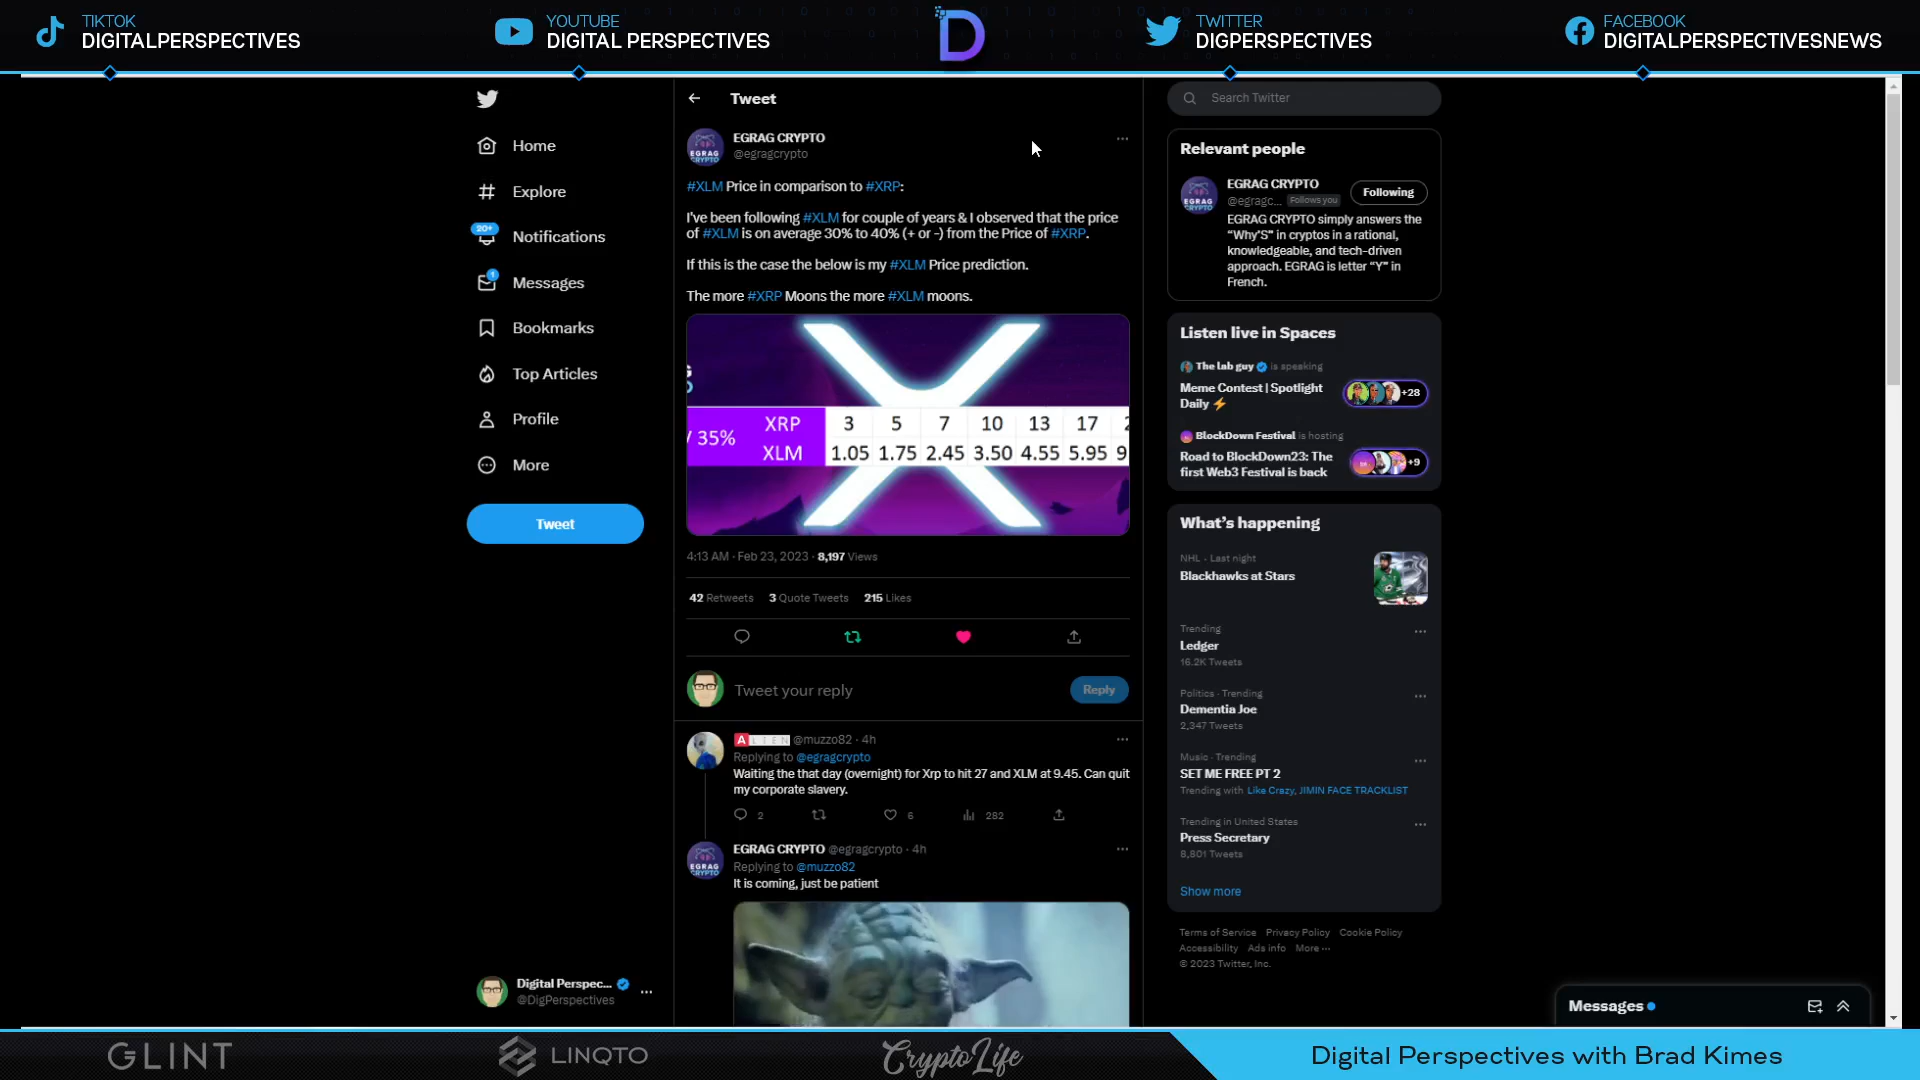 TIKTOK
DIGITALPERSPECTIVES
YOUTUBE
DIGITAL PERSPECTIVES
D
TWITTER
DIGPERSPECTIVES
FACEBOOK
DIGITALPERSPECTIVESNEWS
Home
Explore
20+
Notifications
1
Messages
Bookmarks
Top Articles
Profile
More
Tweet
Digital Perspec...
@DigPerspectives
Tweet
EGRAG CRYPTO
@egragcrypto
#XLM Price in comparison to #XRP:
I've been following #XLM for couple of years & I observed that the price
of #XLM is on average 30% to 40% (+ or -) from the Price of #XRP.
If this is the case the below is my #XLM Price prediction.
The more #XRP Moons the more #XLM moons.
/ 35%
XRP 3 5 7 10 13 17
XLM 1.05 1.75 2.45 3.50 4.55 5.95 9
4:13 AM · Feb 23, 2023 · 8,197 Views
42 Retweets 3 Quote Tweets 215 Likes
Tweet your reply
Reply
ALIEN @muzzo82 · 4h
Replying to @egragcrypto
Waiting the that day (overnight) for Xrp to hit 27 and XLM at 9.45. Can quit
my corporate slavery.
2 6 282
EGRAG CRYPTO @egragcrypto · 4h
Replying to @muzzo82
It is coming, just be patient
Search Twitter
Relevant people
EGRAG CRYPTO
@egragc... Follows you
Following
EGRAG CRYPTO simply answers the
"Why'S" in cryptos in a rational,
knowledgeable, and tech-driven
approach. EGRAG is letter "Y" in
French.
Listen live in Spaces
The lab guy is speaking
Meme Contest | Spotlight
Daily ⚡
+28
BlockDown Festival is hosting
Road to BlockDown23: The
first Web3 Festival is back
+9
What's happening
NHL · Last night
Blackhawks at Stars
Trending
Ledger
16.2K Tweets
Politics · Trending
Dementia Joe
2,347 Tweets
Music · Trending
SET ME FREE PT 2
Trending with Like Crazy, JIMIN FACE TRACKLIST
Trending in United States
Press Secretary
8,801 Tweets
Show more
Terms of Service Privacy Policy Cookie Policy
Accessibility Ads info More ...
© 2023 Twitter, Inc.
Messages
GLINT
LINQTO
CryptoLife
Digital Perspectives with Brad Kimes